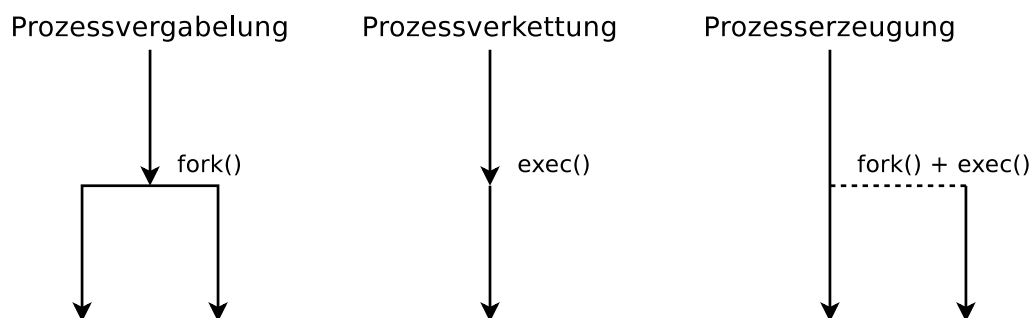 Prozessvergabelung
Prozessverkettung
Prozesserzeugung
fork()
exec()
fork() + exec()